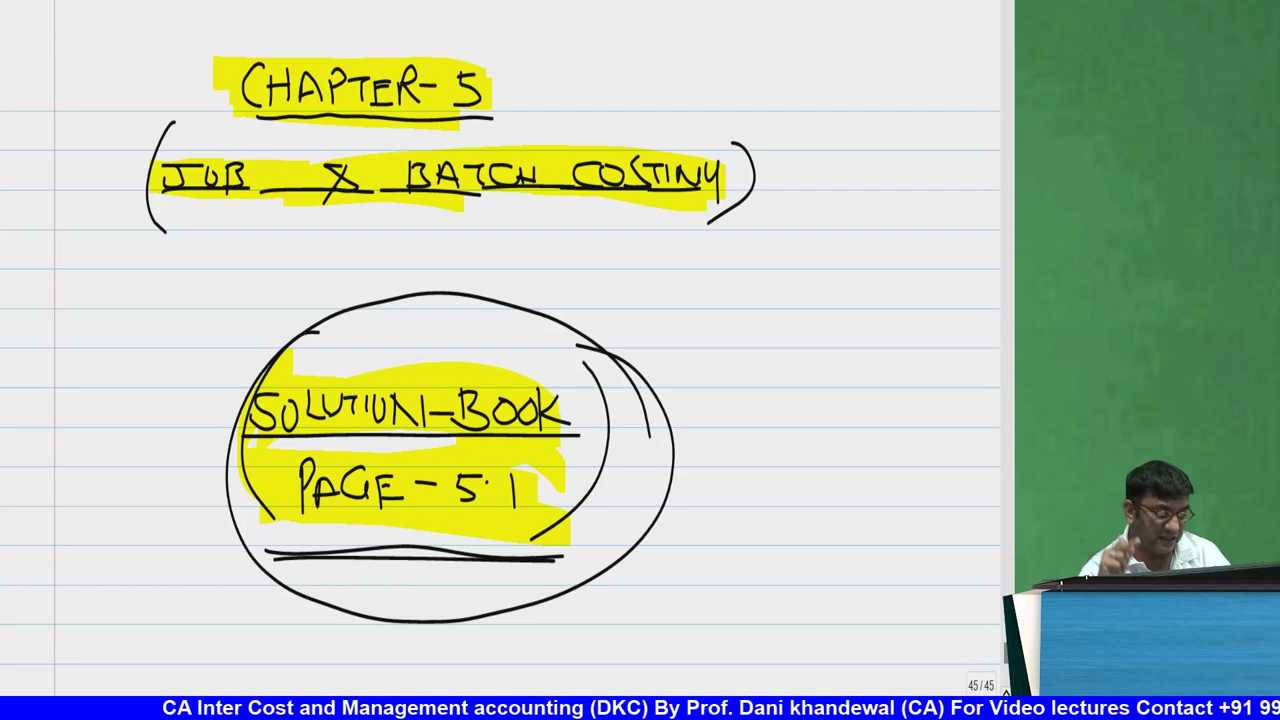 CHAPTER-5
(JOB & BATCH COSTING)
SOLUTION-BOOK
PAGE-5.1
45/45
CA Inter Cost and Management accounting (DKC) By Prof. Dani khandewal (CA) For Video lectures Contact +91 99